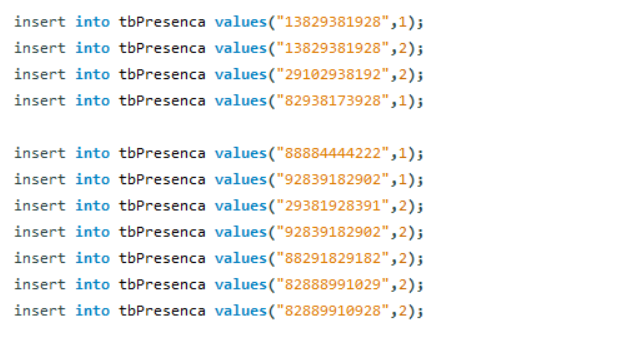 insert into tbPresenca values("13829381928",1);
insert into tbPresenca values("13829381928",2);
insert into tbPresenca values("29102938192",2);
insert into tbPresenca values("82938173928",1);
insert into tbPresenca values("88884444222",1);
insert into tbPresenca values("92839182902",1);
insert into tbPresenca values("29381928391",2);
insert into tbPresenca values("92839182902",2);
insert into tbPresenca values("88291829182",2);
insert into tbPresenca values("82888991029",2);
insert into tbPresenca values("82889910928",2);